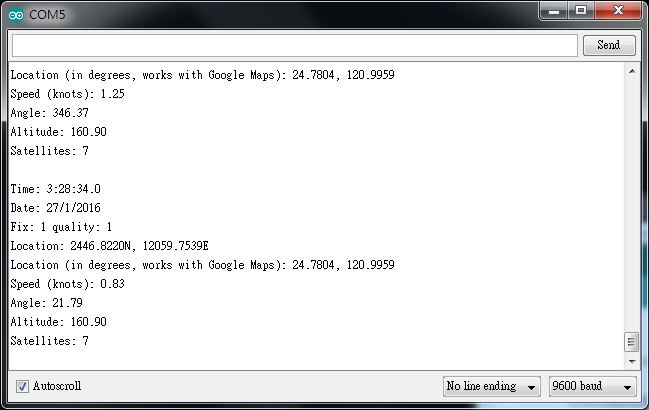 COM5
Send
Location (in degrees, works with Google Maps): 24.7804, 120.9959
Speed (knots): 1.25
Angle: 346.37
Altitude: 160.90
Satellites: 7
Time: 3:28:34.0
Date: 27/1/2016
Fix: 1 quality: 1
Location: 2446.8220N, 12059.7539E
Location (in degrees, works with Google Maps): 24.7804, 120.9959
Speed (knots): 0.83
Angle: 21.79
Altitude: 160.90
Satellites: 7
Autoscroll
No line ending
9600 baud